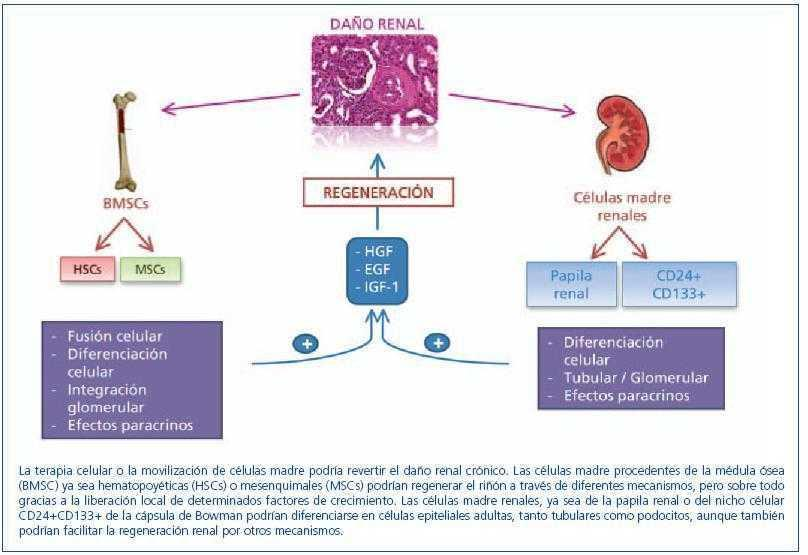 DAÑO RENAL
BMSCs
HSCs
MSCs
REGENERACIÓN
- HGF
- EGF
- IGF-1
Células madre
renales
Papila
renal
CD24+
CD133+
- Fusión celular
- Diferenciación
celular
- Integración
glomerular
- Efectos paracrinos
+
+
- Diferenciación
celular
- Tubular / Glomerular
- Efectos paracrinos
La terapia celular o la movilización de células madre podría revertir el daño renal crónico. Las células madre procedentes de la médula ósea
(BMSC) ya sea hematopoyéticas (HSCs) o mesenquimales (MSCs) podrían regenerar el riñón a través de diferentes mecanismos, pero sobre todo
gracias a la liberación local de determinados factores de crecimiento. Las células madre renales, ya sea de la papila renal o del nicho célular
CD24+CD133+ de la cápsula de Bowman podrían diferenciarse en células epiteliales adultas, tanto tubulares como podocitos, aunque también
podrían facilitar la regeneración renal por otros mecanismos.